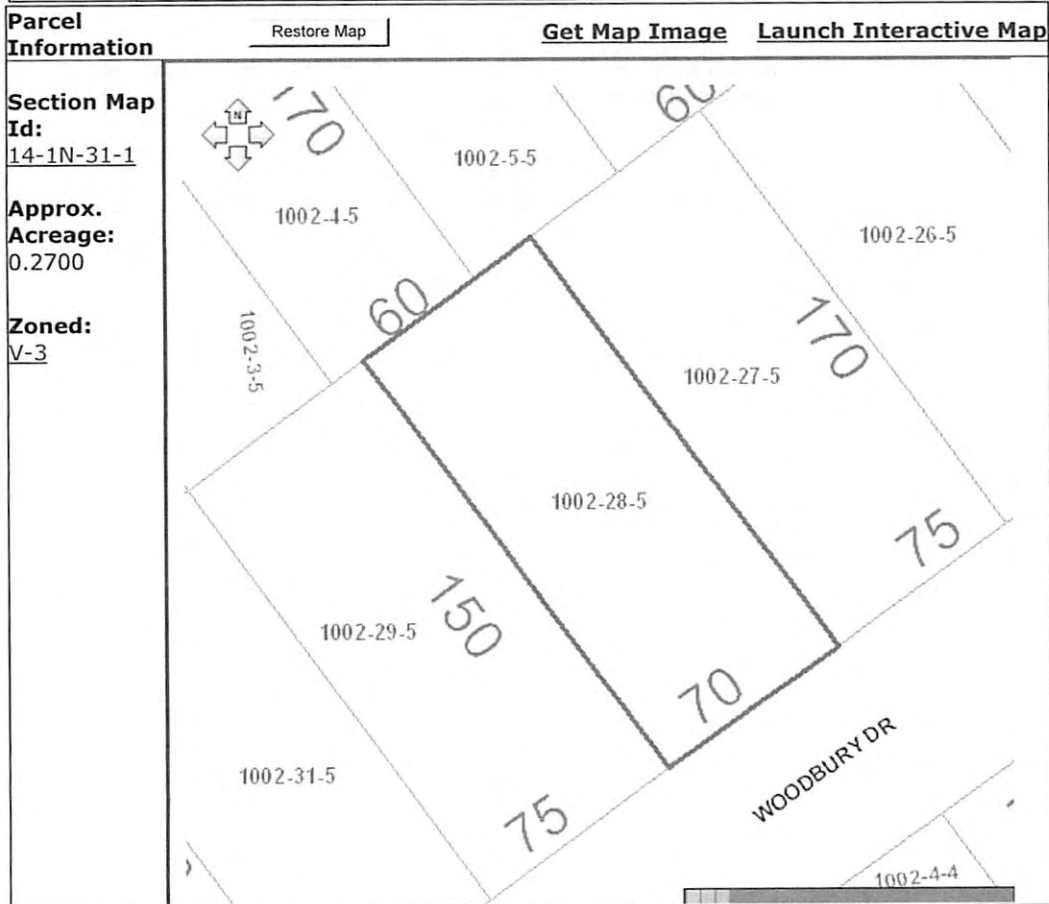 Parcel
Information
Restore Map
Get Map Image
Launch Interactive Map
Section Map
Id:
14-1N-31-1
Approx.
Acreage:
0.2700
Zoned:
V-3
N
170
60
1002-5-5
1002-4-5
1002-26-5
60
1002-3-5
170
1002-27-5
1002-28-5
75
150
1002-29-5
70
1002-31-5
WOODBURY DR
75
1002-4-4